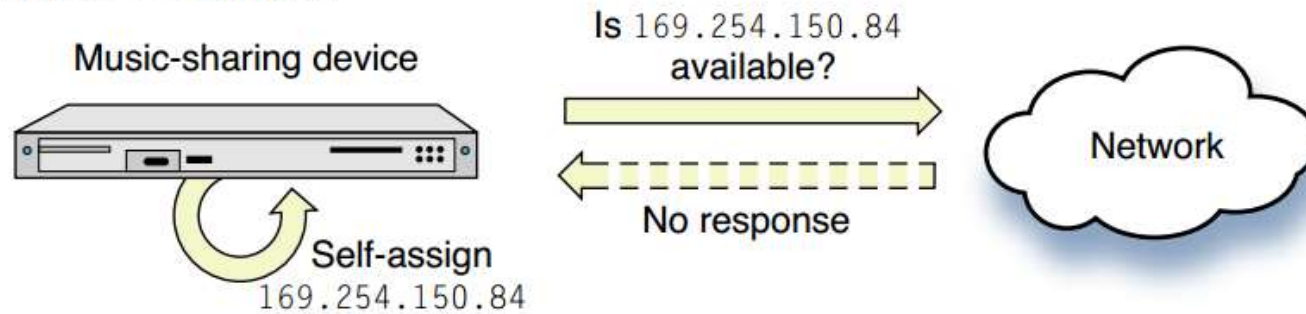 Is 169.254.150.84
available?
Music-sharing device
Network
No response
Self-assign
169.254.150.84